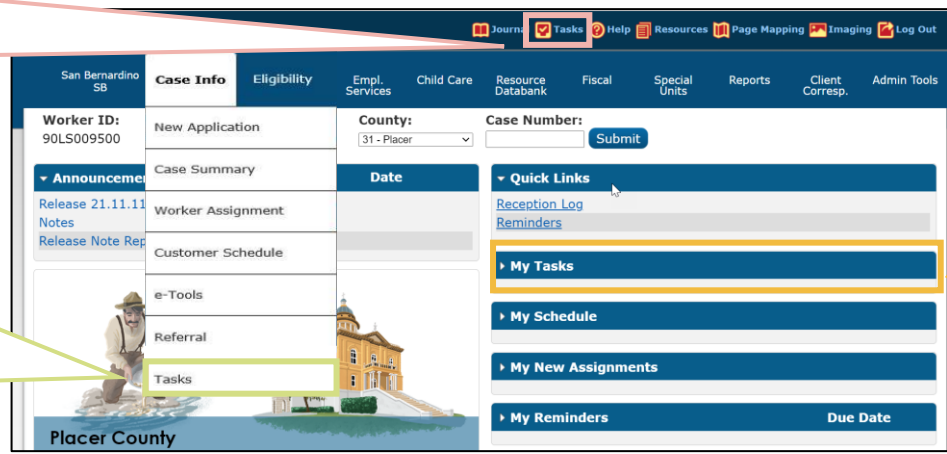 Journa Tasks Help Resources Page Mapping Imaging Log Out
San Bernardino SB
Case Info
Eligibility
Empl. Services
Child Care
Resource Databank
Fiscal
Special Units
Reports
Client Corresp.
Admin Tools
Worker ID:
90LS009500
County:
31 - Placer
Case Number:
Submit
New Application
Case Summary
Worker Assignment
Customer Schedule
e-Tools
Referral
Tasks
Announcemen
Date
Release 21.11.11
Notes
Release Note Rep
Placer County
Quick Links
Reception Log
Reminders
My Tasks
My Schedule
My New Assignments
My Reminders Due Date